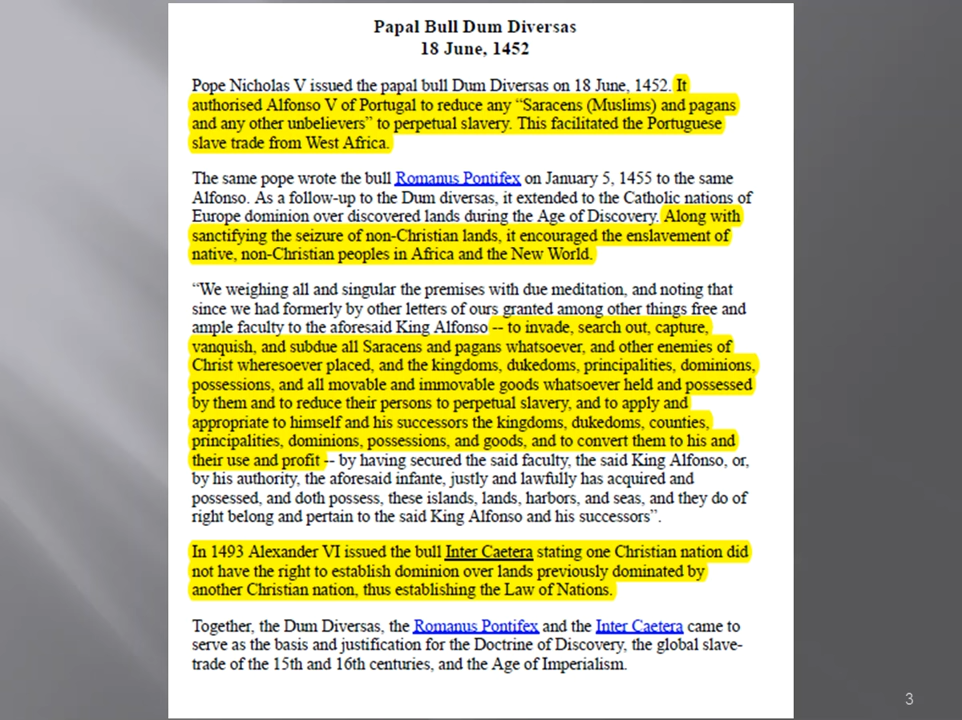 Papal Bull Dum Diversas
18 June, 1452
Pope Nicholas V issued the papal bull Dum Diversas on 18 June, 1452. It
authorised Alfonso V of Portugal to reduce any “Saracens (Muslims) and pagans
and any other unbelievers” to perpetual slavery. This facilitated the Portuguese
slave trade from West Africa.
The same pope wrote the bull Romanus Pontifex on January 5, 1455 to the same
Alfonso. As a follow-up to the Dum diversas, it extended to the Catholic nations of
Europe dominion over discovered lands during the Age of Discovery. Along with
sanctifying the seizure of non-Christian lands, it encouraged the enslavement of
native, non-Christian peoples in Africa and the New World.
“We weighing all and singular the premises with due meditation, and noting that
since we had formerly by other letters of ours granted among other things free and
ample faculty to the aforesaid King Alfonso -- to invade, search out, capture,
vanquish, and subdue all Saracens and pagans whatsoever, and other enemies of
Christ wheresoever placed, and the kingdoms, dukedoms, principalities, dominions,
possessions, and all movable and immovable goods whatsoever held and possessed
by them and to reduce their persons to perpetual slavery, and to apply and
appropriate to himself and his successors the kingdoms, dukedoms, counties,
principalities, dominions, possessions, and goods, and to convert them to his and
their use and profit -- by having secured the said faculty, the said King Alfonso, or,
by his authority, the aforesaid infante, justly and lawfully has acquired and
possessed, and doth possess, these islands, lands, harbors, and seas, and they do of
right belong and pertain to the said King Alfonso and his successors”.
In 1493 Alexander VI issued the bull Inter Caetera stating one Christian nation did
not have the right to establish dominion over lands previously dominated by
another Christian nation, thus establishing the Law of Nations.
Together, the Dum Diversas, the Romanus Pontifex and the Inter Caetera came to
serve as the basis and justification for the Doctrine of Discovery, the global slave-
trade of the 15th and 16th centuries, and the Age of Imperialism.
3